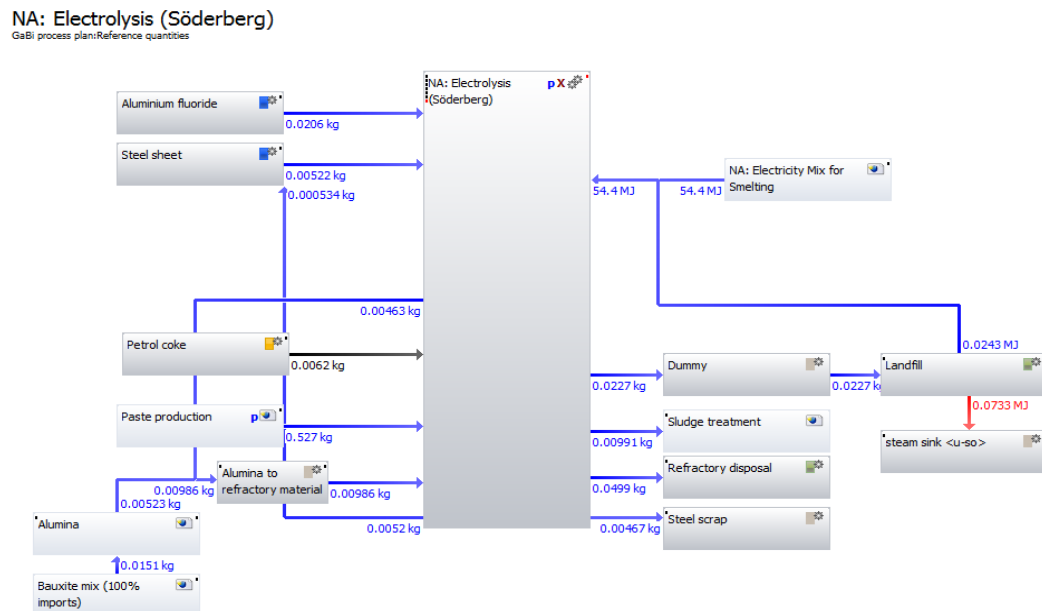 NA: Electrolysis (Söderberg)
GaBi process plan:Reference quantities
NA: Electrolysis
(Söderberg)
p X
Aluminium fluoride
0.0206 kg
Steel sheet
0.00522 kg
0.000534 kg
NA: Electricity Mix for
Smelting
54.4 MJ
54.4 MJ
0.00463 kg
Petrol coke
0.0062 kg
0.0243 MJ
Dummy
0.0227 kg
0.0227 kg
Landfill
0.0733 MJ
Paste production
p
0.527 kg
Sludge treatment
0.00991 kg
steam sink <u-so>
Alumina to
refractory material
0.00986 kg
0.00986 kg
0.00523 kg
Refractory disposal
0.0499 kg
Alumina
0.0052 kg
0.00467 kg
Steel scrap
0.0151 kg
Bauxite mix (100%
imports)